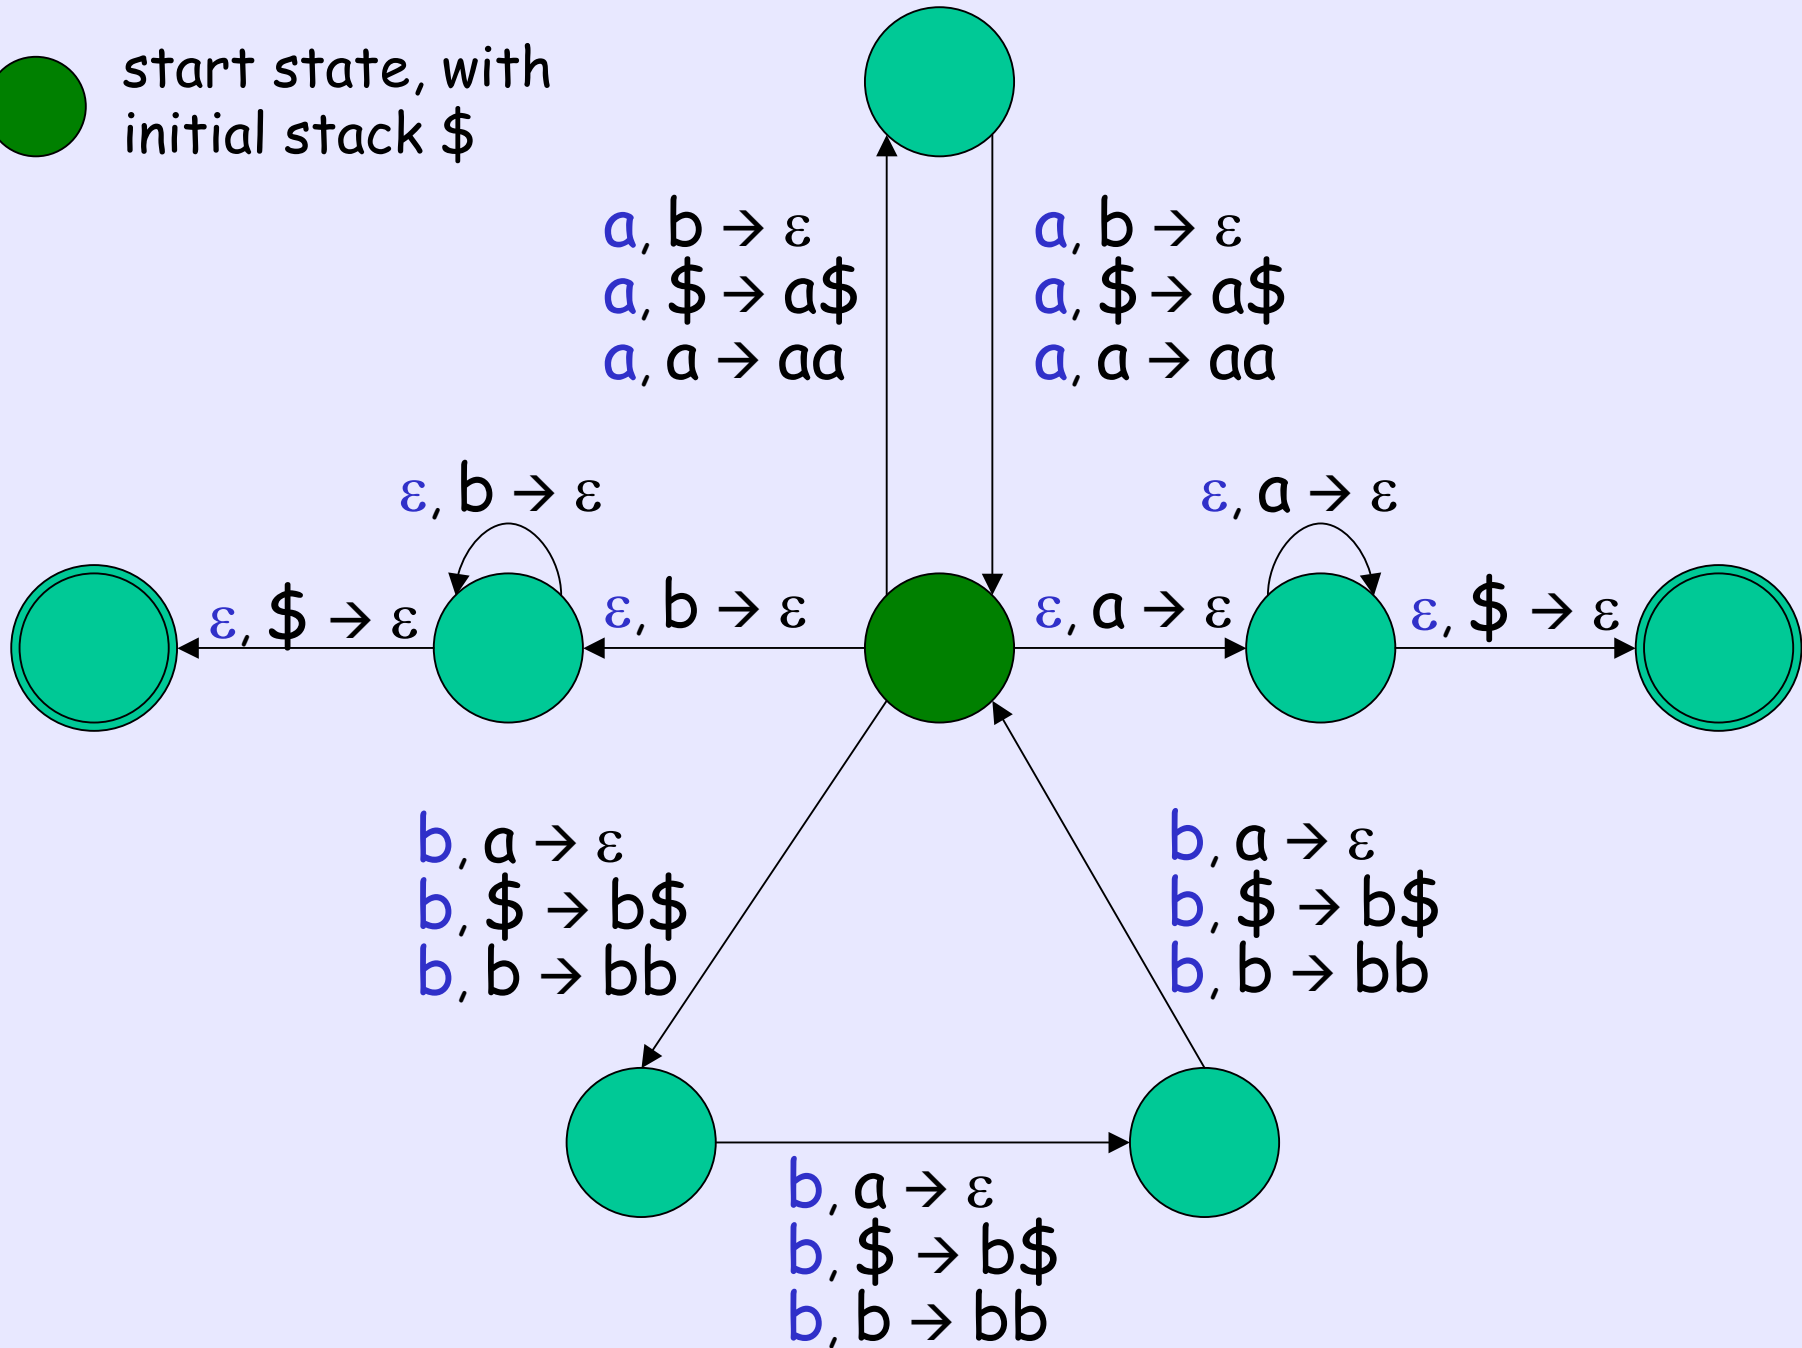 start state, with
initial stack $
a, b → ε
a, $ → a$
a, a → aa
a, b → ε
a, $ → a$
a, a → aa
ε, b → ε
ε, a → ε
ε, $ → ε
ε, b → ε
ε, a → ε
ε, $ → ε
b, a → ε
b, $ → b$
b, b → bb
b, a → ε
b, $ → b$
b, b → bb
b, a → ε
b, $ → b$
b, b → bb